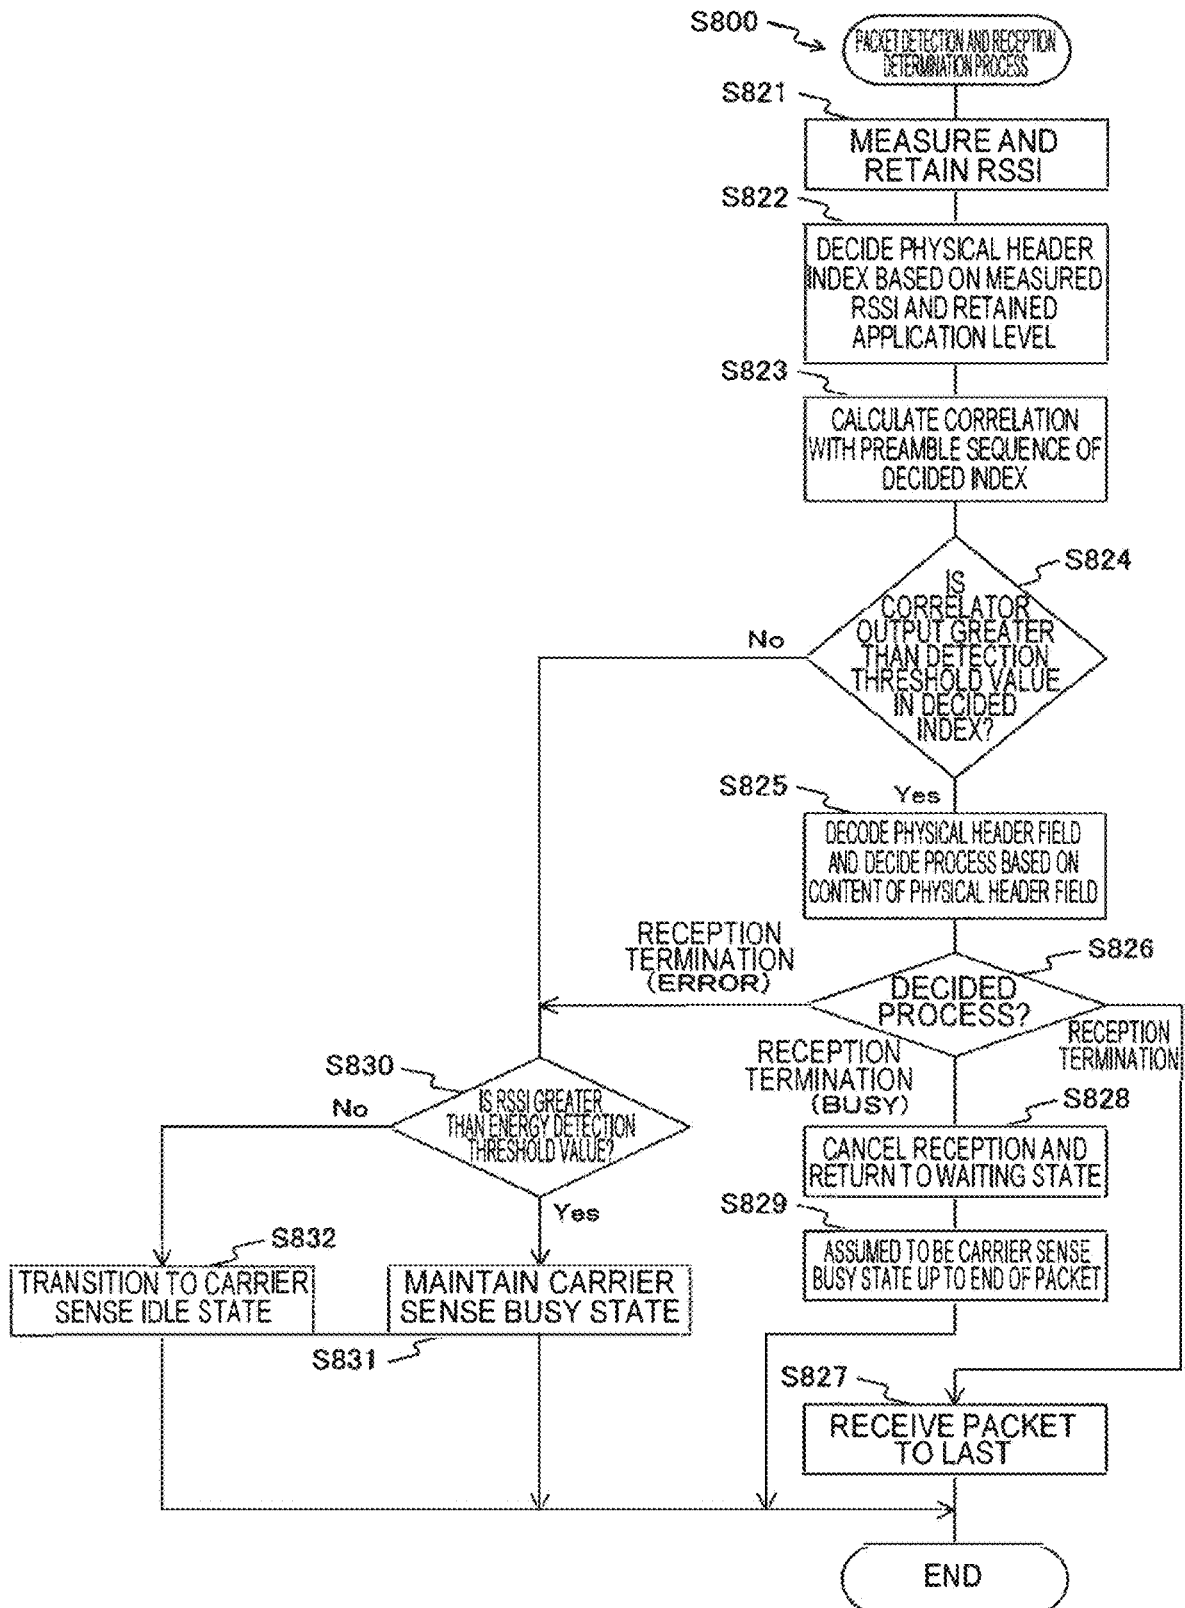 S800
PACKET DETECTION AND RECEPTION
DETERMINATION PROCESS
S821
MEASURE AND
RETAIN RSSI
S822
DECIDE PHYSICAL HEADER
INDEX BASED ON MEASURED
RSSI AND RETAINED
APPLICATION LEVEL
S823
CALCULATE CORRELATION
WITH PREAMBLE SEQUENCE OF
DECIDED INDEX
S824
IS
CORRELATOR
OUTPUT GREATER
THAN DETECTION
THRESHOLD VALUE
IN DECIDED
INDEX?
No
Yes
S825
DECODE PHYSICAL HEADER FIELD
AND DECIDE PROCESS BASED ON
CONTENT OF PHYSICAL HEADER FIELD
RECEPTION
TERMINATION
(ERROR)
S826
DECIDED
PROCESS?
RECEPTION
TERMINATION
RECEPTION
TERMINATION
(BUSY)
S830
IS RSSI GREATER
THAN ENERGY DETECTION
THRESHOLD VALUE?
No
Yes
S828
CANCEL RECEPTION AND
RETURN TO WAITING STATE
S829
ASSUMED TO BE CARRIER SENSE
BUSY STATE UP TO END OF PACKET
S832
TRANSITION TO CARRIER
SENSE IDLE STATE
MAINTAIN CARRIER
SENSE BUSY STATE
S831
S827
RECEIVE PACKET
TO LAST
END